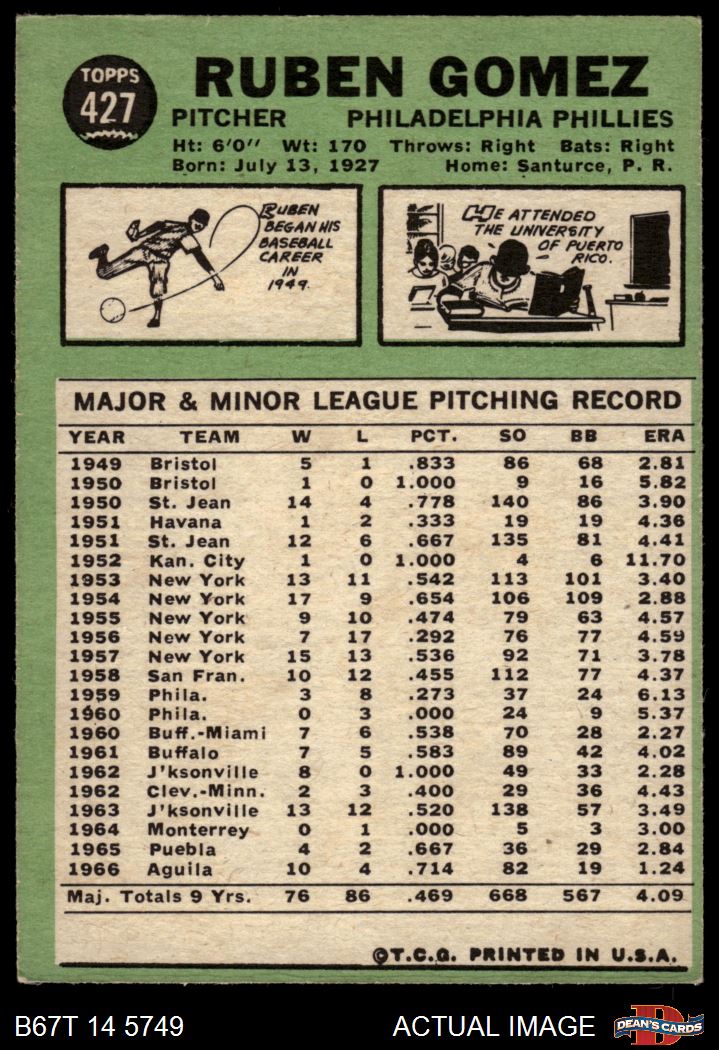 TOPPS
427
RUBEN GOMEZ
PITCHER PHILADELPHIA PHILLIES
Ht: 6'0" Wt: 170 Throws: Right Bats: Right
Born: July 13, 1927 Home: Santurce, P. R.
RUBEN
BEGAN HIS
BASEBALL
CAREER
IN
1949.
HE ATTENDED
THE UNIVERSITY
OF PUERTO
RICO.
MAJOR & MINOR LEAGUE PITCHING RECORD
YEAR TEAM W L PCT. SO BB ERA
1949 Bristol 5 1 .833 86 68 2.81
1950 Bristol 1 0 1.000 9 16 5.82
1950 St. Jean 14 4 .778 140 86 3.90
1951 Havana 1 2 .333 19 19 4.36
1951 St. Jean 12 6 .667 135 81 4.41
1952 Kan. City 1 0 1.000 4 6 11.70
1953 New York 13 11 .542 113 101 3.40
1954 New York 17 9 .654 106 109 2.88
1955 New York 9 10 .474 79 63 4.57
1956 New York 7 17 .292 76 77 4.59
1957 New York 15 13 .536 92 71 3.78
1958 San Fran. 10 12 .455 112 77 4.37
1959 Phila. 3 8 .273 37 24 6.13
1960 Phila. 0 3 .000 24 9 5.37
1960 Buff.-Miami 7 6 .538 70 28 2.27
1961 Buffalo 7 5 .583 89 42 4.02
1962 J'ksonville 8 0 1.000 49 33 2.28
1962 Clev.-Minn. 2 3 .400 29 36 4.43
1963 J'ksonville 13 12 .520 138 57 3.49
1964 Monterrey 0 1 .000 5 3 3.00
1965 Puebla 4 2 .667 36 29 2.84
1966 Aguila 10 4 .714 82 19 1.24
Maj. Totals 9 Yrs. 76 86 .469 668 567 4.09
©T.C.G. PRINTED IN U.S.A.
B67T 14 5749 ACTUAL IMAGE D DEAN'S CARDS